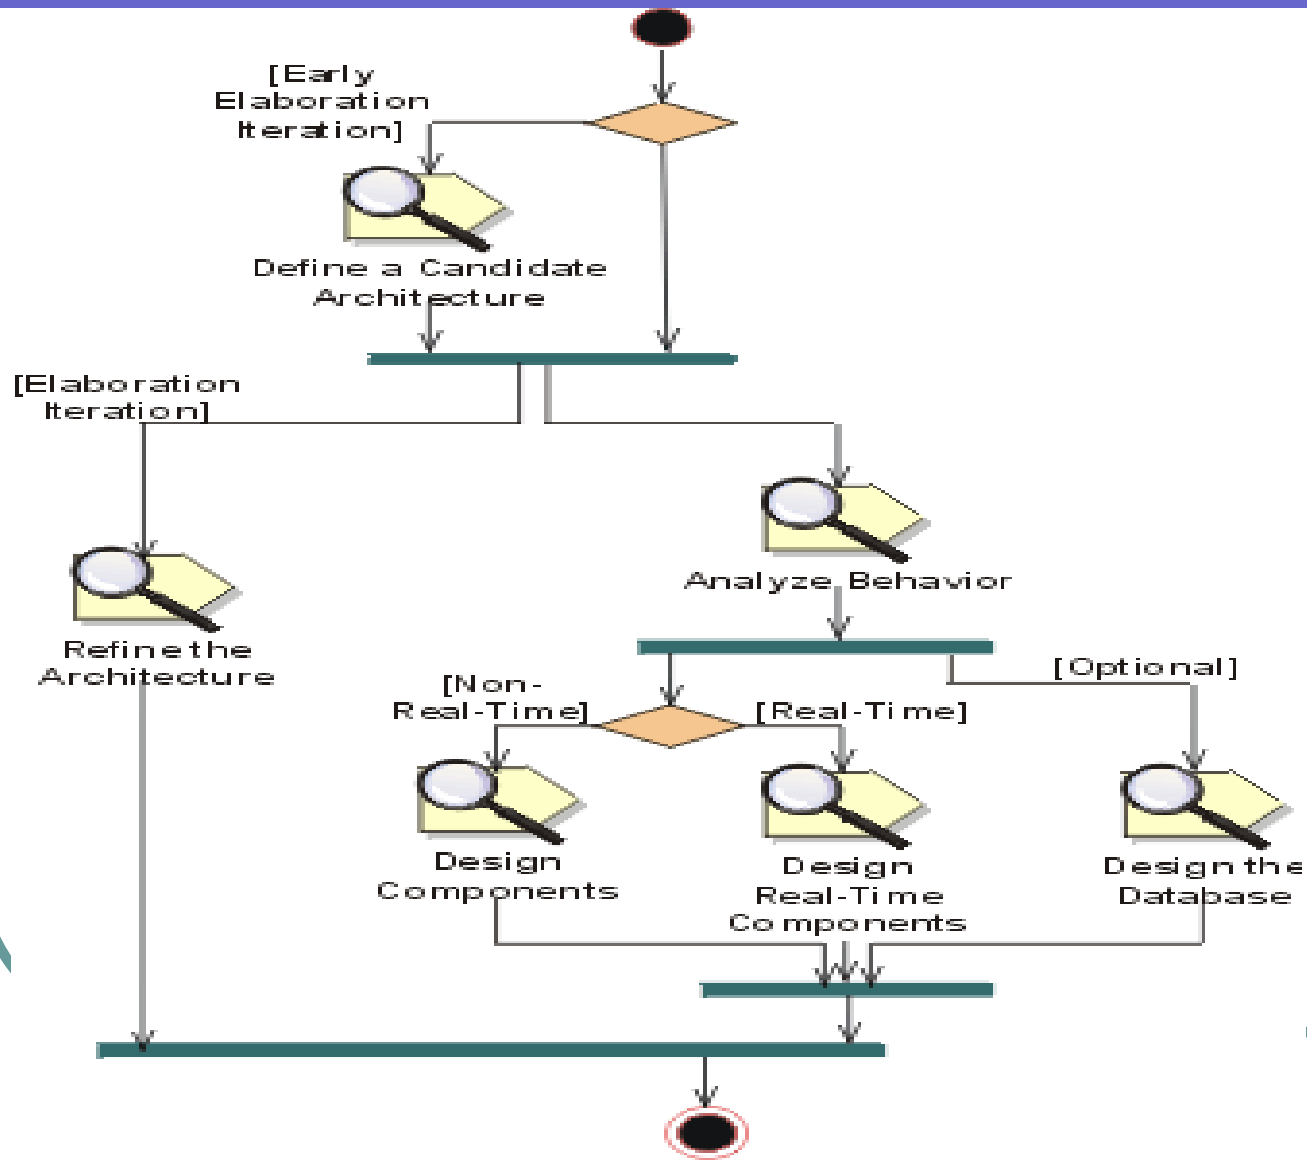 [Early
Elaboration
Iteration]
Define a Candidate
Architecture
[Elaboration
Iteration]
Analyze Behavior
Refine the
Architecture
[Non-
Real-Time]
[Real-Time]
[Optional]
Design
Components
Design
Real-Time
Components
Design the
Database